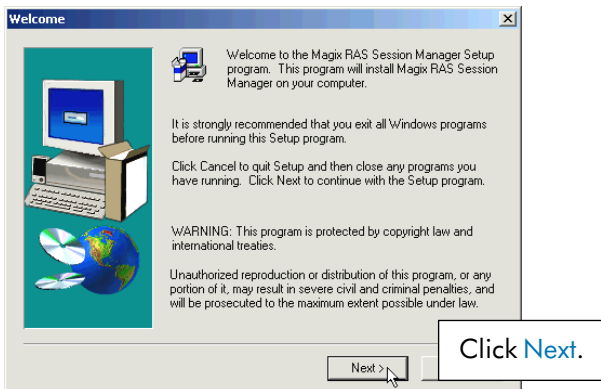 Welcome
Welcome to the Magix RAS Session Manager Setup
program. This program will install Magix RAS Session
Manager on your computer.
It is strongly recommended that you exit all Windows programs
before running this Setup program.
Click Cancel to quit Setup and then close any programs you
have running. Click Next to continue with the Setup program.
WARNING: This program is protected by copyright law and
international treaties.
Unauthorized reproduction or distribution of this program, or any
portion of it, may result in severe civil and criminal penalties, and
will be prosecuted to the maximum extent possible under law.
Next >
Click Next.